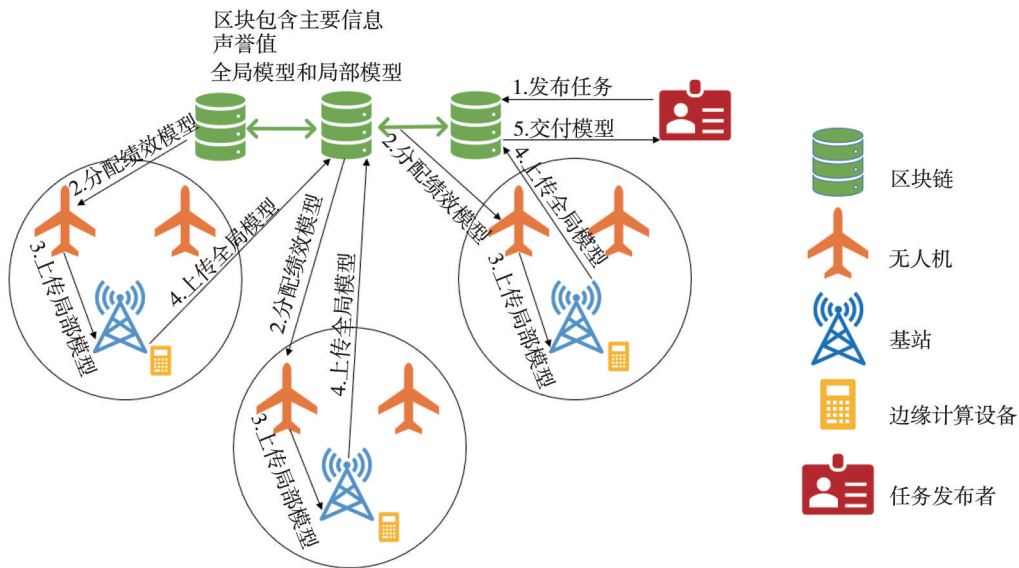 区块包含主要信息
声誉值
全局模型和局部模型
1.发布任务
5.交付模型
2.分配绩效模型
3.上传局部模型
4.上传全局模型
2.分配绩效模型
3.上传局部模型
4.上传全局模型
2.分配绩效模型
3.上传局部模型
4.上传全局模型
区块链
无人机
基站
边缘计算设备
任务发布者